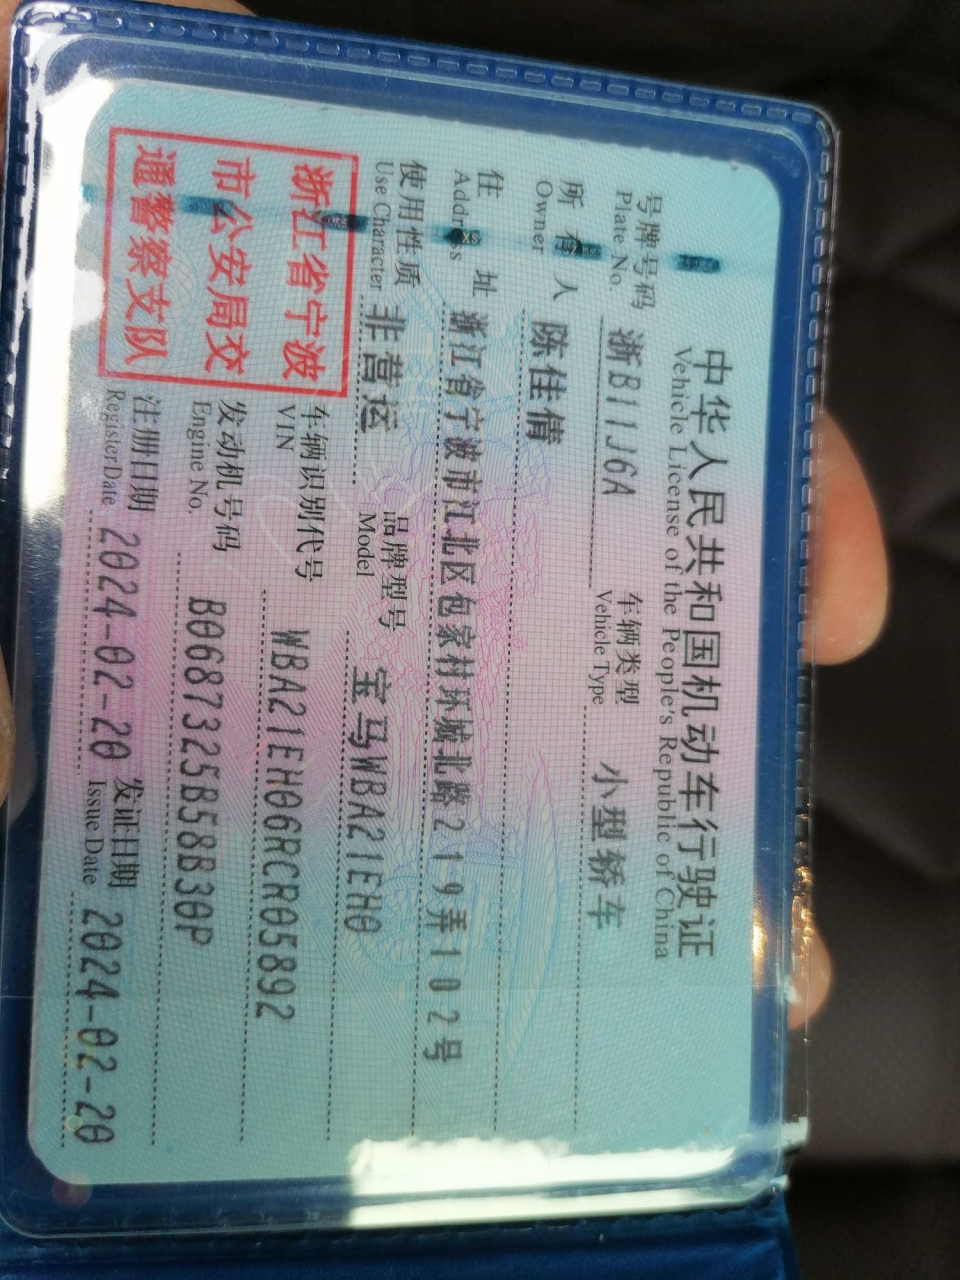 中华人民共和国机动车行驶证
Vehicle License of the People's Republic of China
号牌号码 浙B11J6A 车辆类型 小型轿车
Plate No. Vehicle Type
所有人 陈佳倩
Owner
住址 浙江省宁波市江北区包家村环城北路219弄102号
Address
使用性质 非营运 品牌型号 宝马WBA21EH0
Use Character Model
浙江省宁波
市公安局交
通警察支队
车辆识别代号 WBA21EH06RCR05892
VIN
发动机号码 B0687325B58B30P
Engine No.
注册日期 2024-02-20 发证日期 2024-02-20
Register Date Issue Date